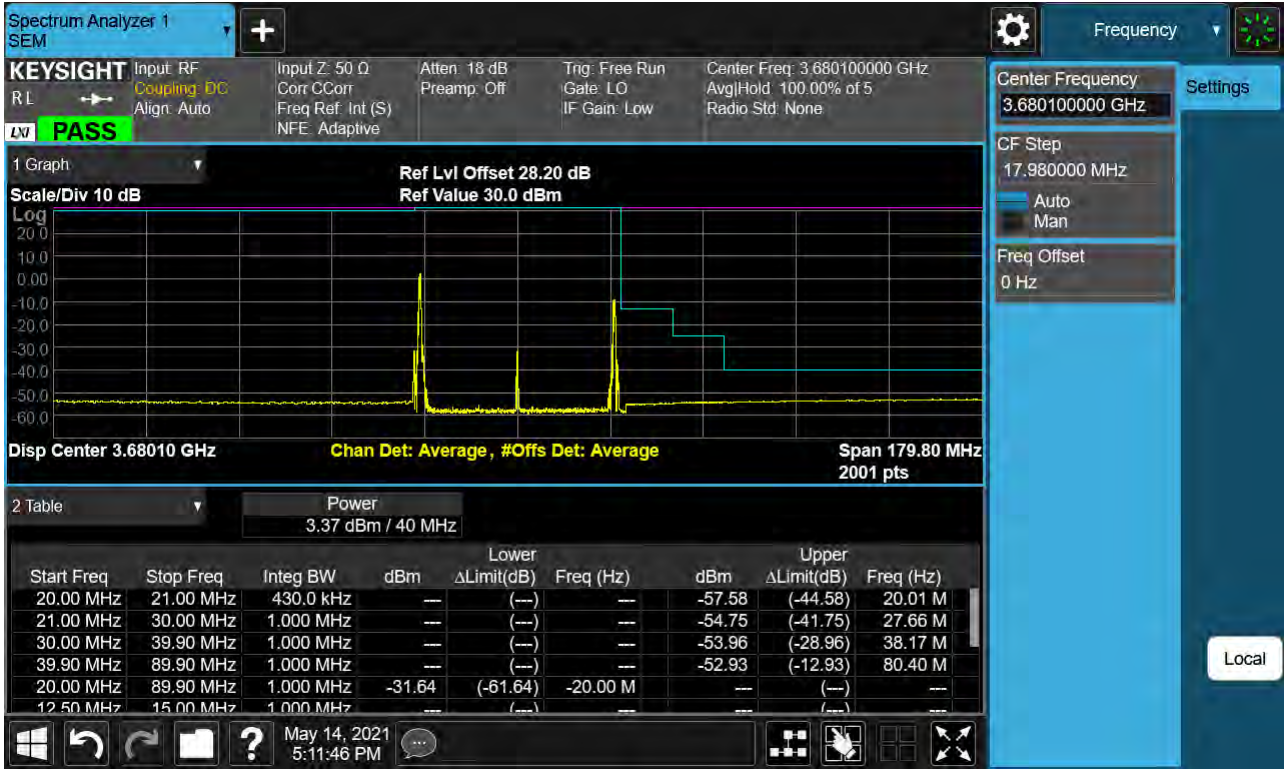 Spectrum Analyzer 1
SEM
Frequency
KEYSIGHT
R L
LXI PASS
Input: RF
Coupling: DC
Align: Auto
Input Z: 50 Ω
Corr CCorr
Freq Ref: Int (S)
NFE: Adaptive
Atten: 18 dB
Preamp: Off
Trig: Free Run
Gate: LO
IF Gain: Low
Center Freq: 3.680100000 GHz
Avg|Hold: 100.00% of 5
Radio Std: None
Center Frequency
3.680100000 GHz
Settings
CF Step
17.980000 MHz
Auto
Man
Freq Offset
0 Hz
1 Graph
Ref Lvl Offset 28.20 dB
Scale/Div 10 dB
Ref Value 30.0 dBm
Log
20.0
10.0
0.00
-10.0
-20.0
-30.0
-40.0
-50.0
-60.0
Disp Center 3.68010 GHz
Chan Det: Average , #Offs Det: Average
Span 179.80 MHz
2001 pts
2 Table
Power
3.37 dBm / 40 MHz
Lower Upper
Start Freq Stop Freq Integ BW dBm ΔLimit(dB) Freq (Hz) dBm ΔLimit(dB) Freq (Hz)
20.00 MHz 21.00 MHz 430.0 kHz --- (---) --- -57.58 (-44.58) 20.01 M
21.00 MHz 30.00 MHz 1.000 MHz --- (---) --- -54.75 (-41.75) 27.66 M
30.00 MHz 39.90 MHz 1.000 MHz --- (---) --- -53.96 (-28.96) 38.17 M
39.90 MHz 89.90 MHz 1.000 MHz --- (---) --- -52.93 (-12.93) 80.40 M
20.00 MHz 89.90 MHz 1.000 MHz -31.64 (-61.64) -20.00 M --- (---) ---
12.50 MHz 15.00 MHz 1.000 MHz --- (---) --- --- (---) ---
Local
?
May 14, 2021
5:11:46 PM